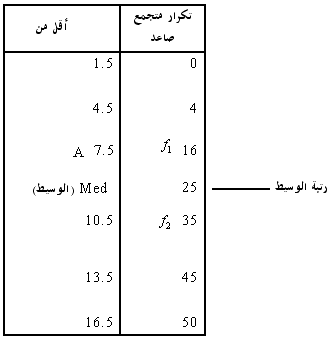 أقل من تكرار متجمع صاعد
1.5 0
4.5 4
A 7.5 f1 16
Med (الوسيط) 25 رتبة الوسيط
10.5 f2 35
13.5 45
16.5 50